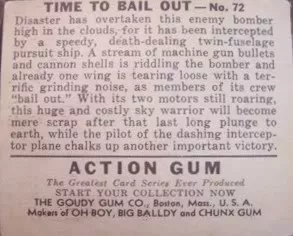 TIME TO BAIL OUT—No. 72
Disaster has overtaken this enemy bomber
high in the clouds, for it has been intercepted
by a speedy, death-dealing twin-fuselage
pursuit ship. A stream of machine gun bullets
and cannon shells is riddling the bomber and
already one wing is tearing loose with a ter-
rific grinding noise, as members of its crew
"bail out." With its two motors still roaring,
this huge and costly sky warrior will become
mere scrap after that last long plunge to
earth, while the pilot of the dashing intercep-
tor plane chalks up another important victory.
ACTION GUM
The Greatest Card Series Ever Produced
START YOUR COLLECTION NOW
THE GOUDY GUM CO., Boston, Mass., U. S. A.
Makers of OH BOY, BIG BALLDY and CHUNX GUM